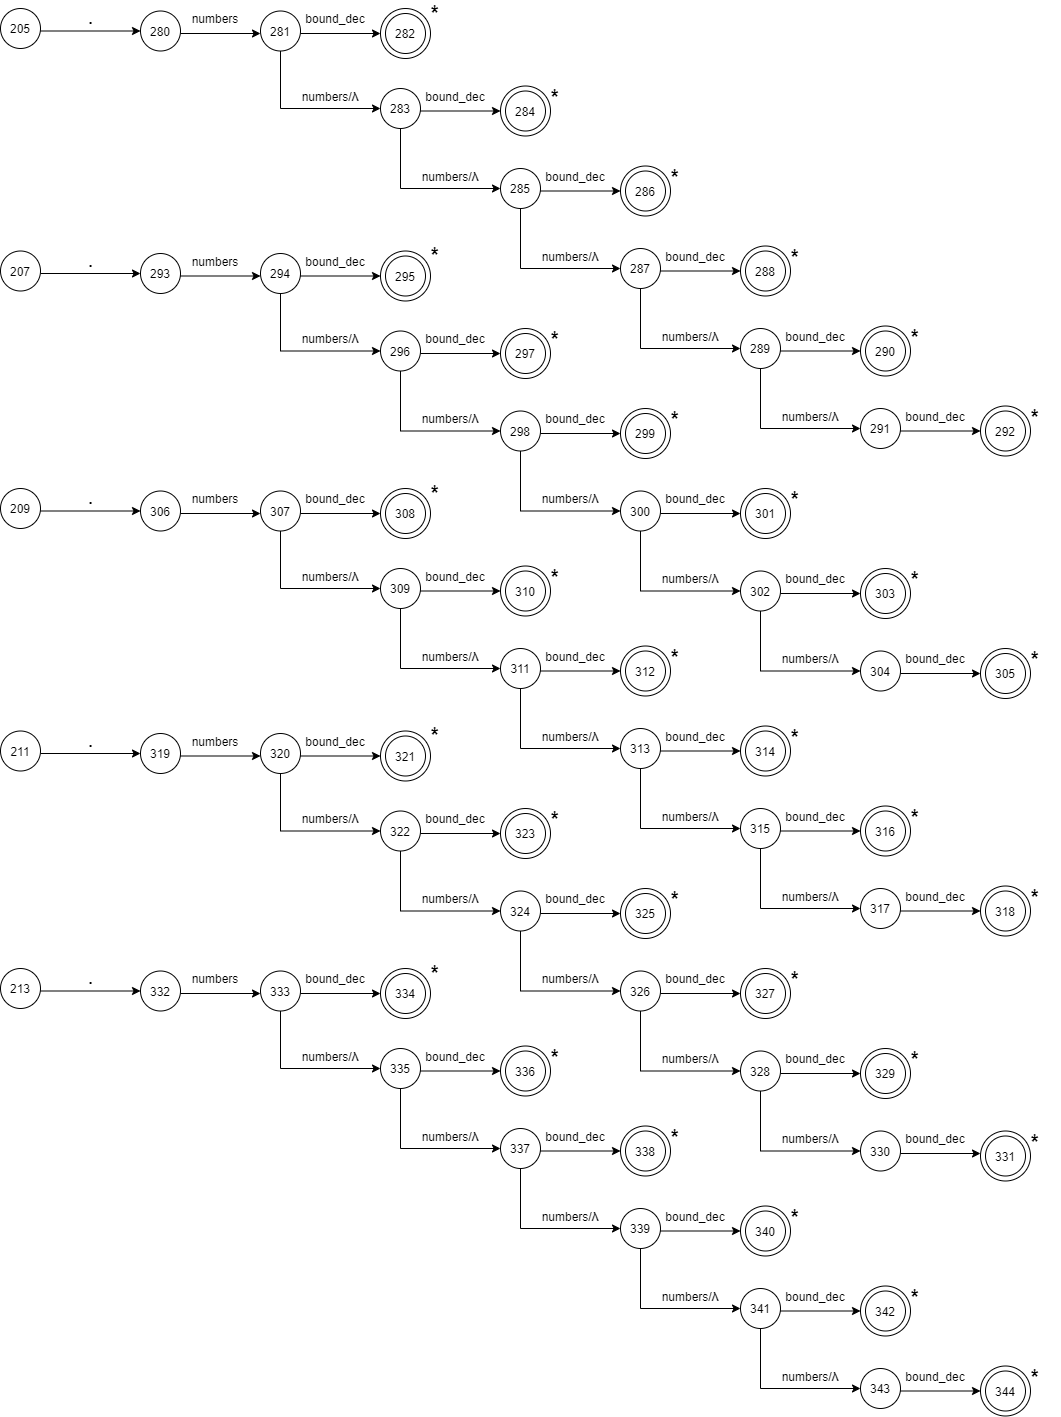 205 . 280 numbers 281 bound_dec 282 *
numbers/λ 283 bound_dec 284 *
numbers/λ 285 bound_dec 286 *
207 . 293 numbers 294 bound_dec 295 *
numbers/λ 287 bound_dec 288 *
numbers/λ 296 bound_dec 297 *
numbers/λ 289 bound_dec 290 *
numbers/λ 298 bound_dec 299 *
numbers/λ 291 bound_dec 292 *
209 . 306 numbers 307 bound_dec 308 *
numbers/λ 300 bound_dec 301 *
numbers/λ 309 bound_dec 310 *
numbers/λ 302 bound_dec 303 *
numbers/λ 311 bound_dec 312 *
numbers/λ 304 bound_dec 305 *
211 . 319 numbers 320 bound_dec 321 *
numbers/λ 313 bound_dec 314 *
numbers/λ 322 bound_dec 323 *
numbers/λ 315 bound_dec 316 *
numbers/λ 324 bound_dec 325 *
numbers/λ 317 bound_dec 318 *
213 . 332 numbers 333 bound_dec 334 *
numbers/λ 326 bound_dec 327 *
numbers/λ 335 bound_dec 336 *
numbers/λ 328 bound_dec 329 *
numbers/λ 337 bound_dec 338 *
numbers/λ 330 bound_dec 331 *
numbers/λ 339 bound_dec 340 *
numbers/λ 341 bound_dec 342 *
numbers/λ 343 bound_dec 344 *